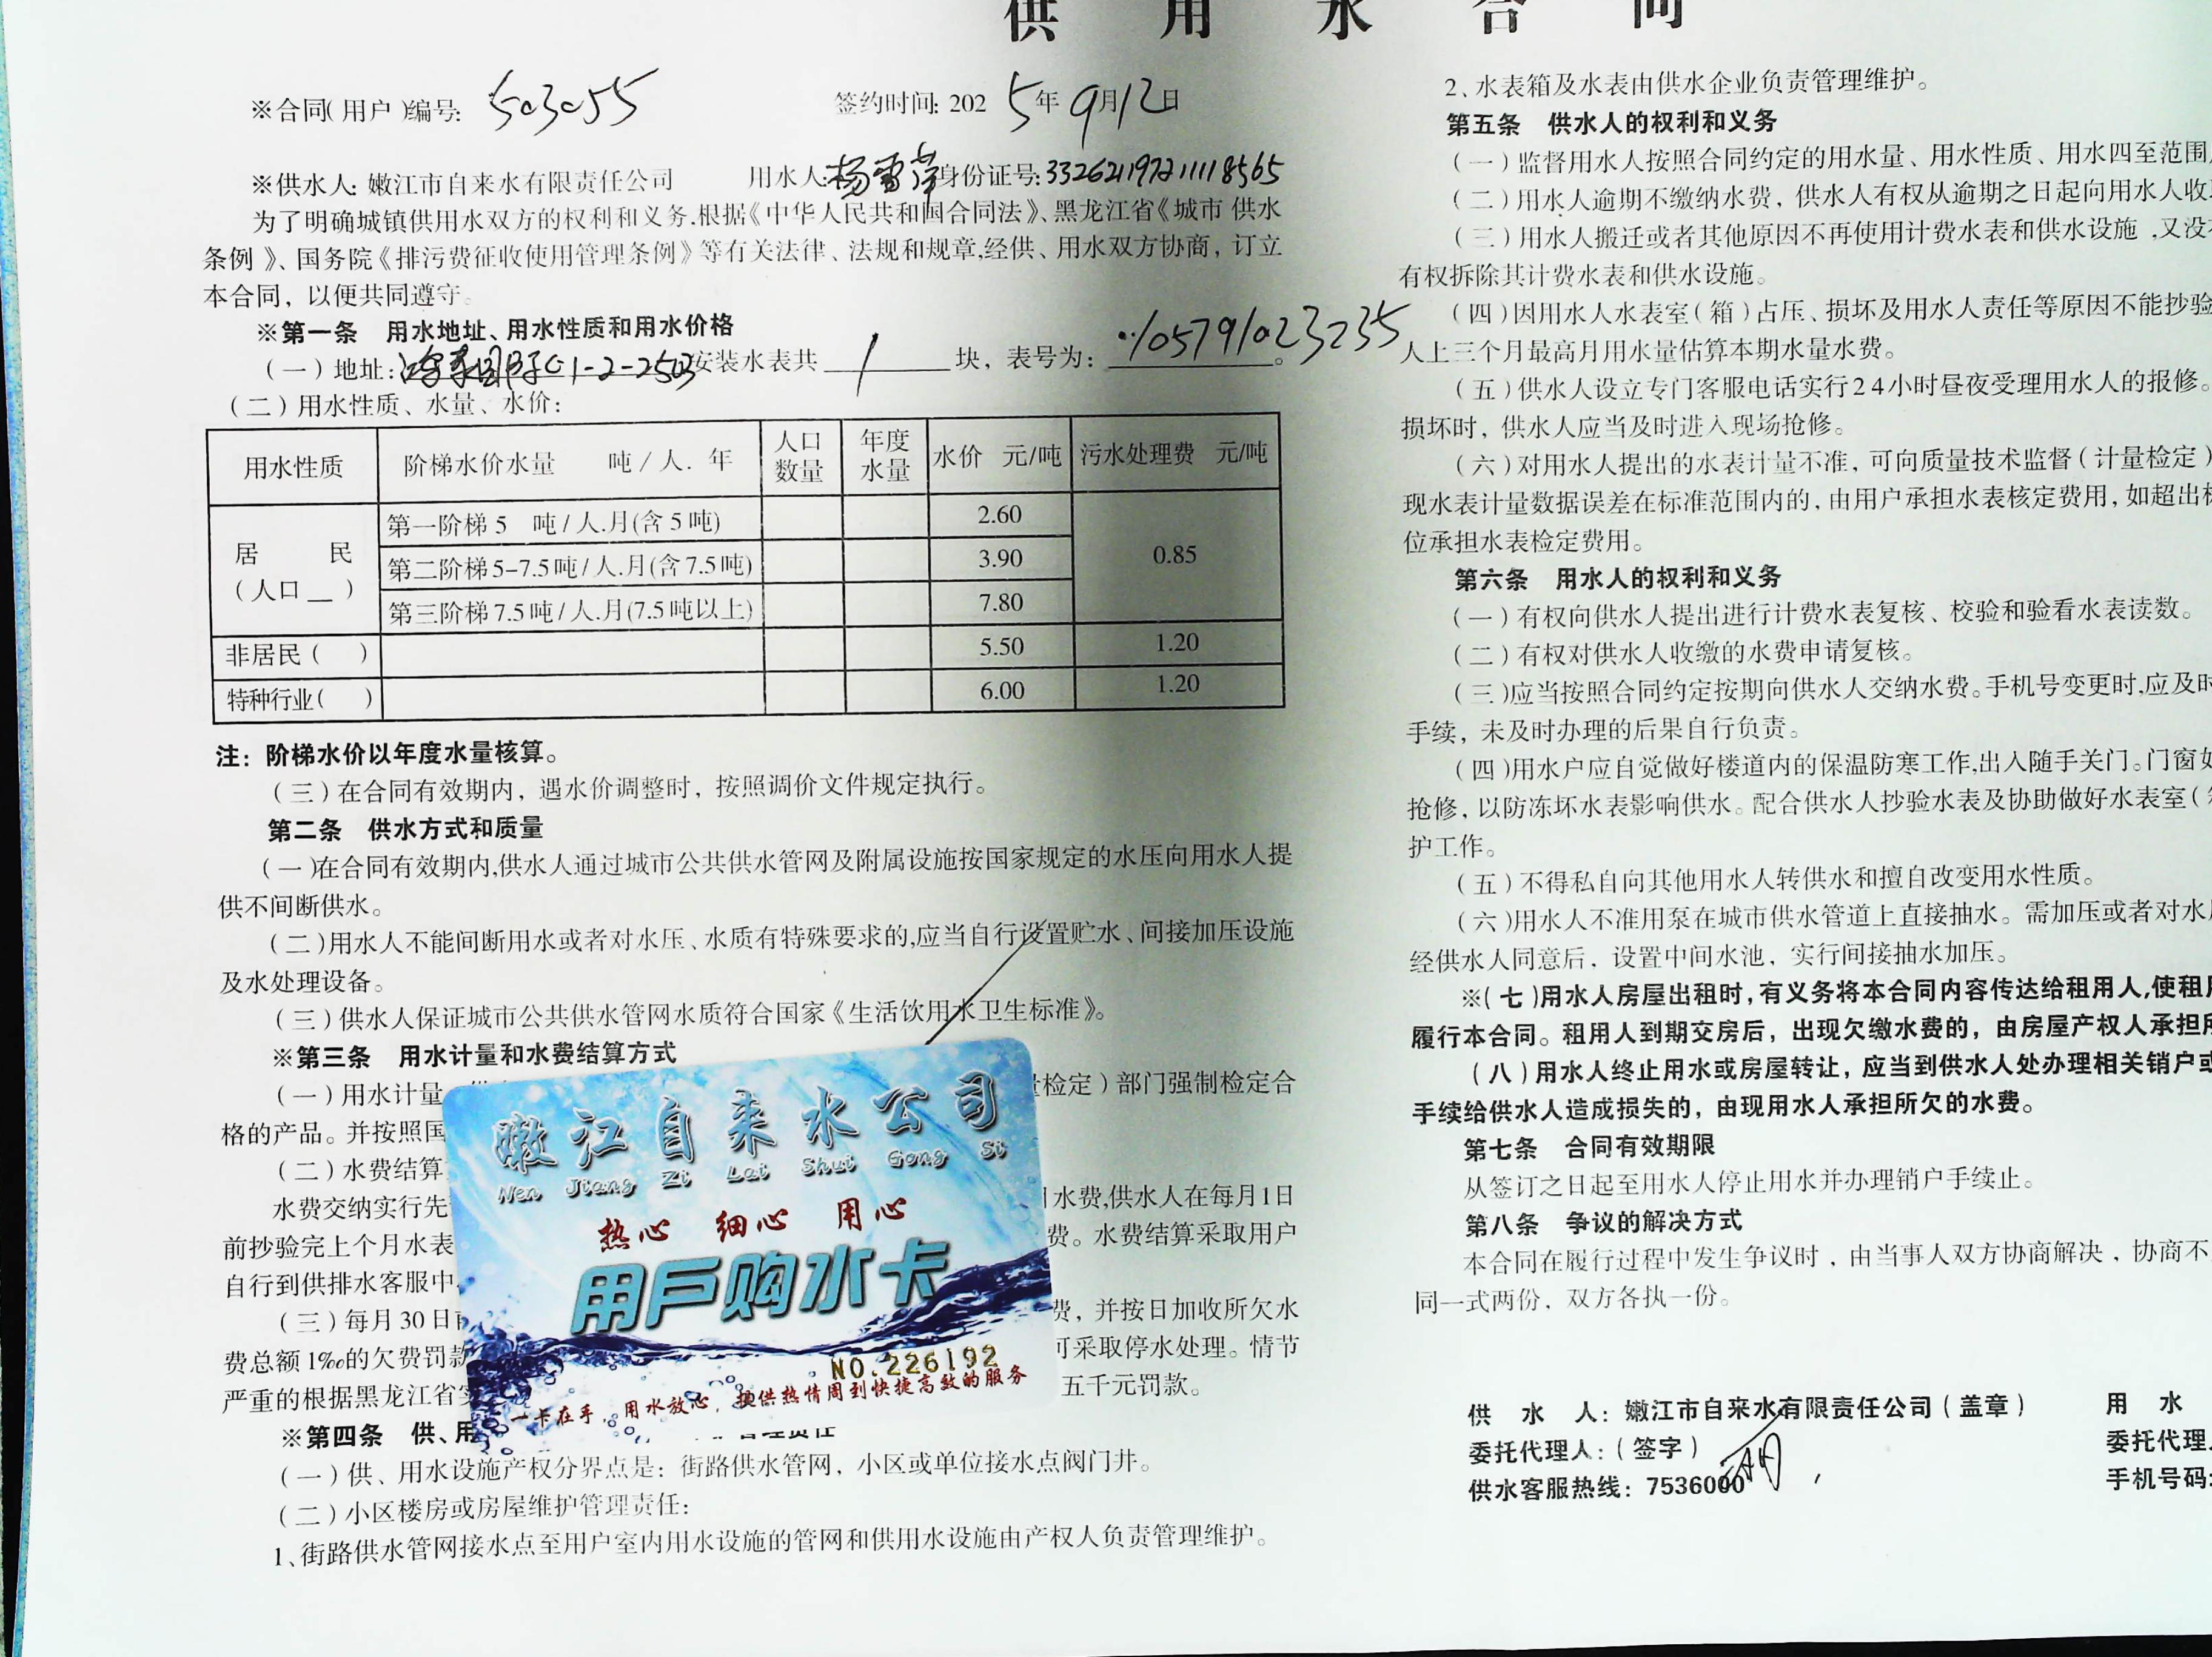 供用水合同
※合同(用户)编号: 503055 签约时间: 2025年9月12日
※供水人: 嫩江市自来水有限责任公司 用水人: 杨雪萍 身份证号: 332621197211118565
为了明确城镇供用水双方的权利和义务.根据《中华人民共和国合同法》、黑龙江省《城市 供水
条例 》、国务院《排污费征收使用管理条例》等有关法律、法规和规章,经供、用水双方协商，订立
本合同，以便共同遵守。
※第一条 用水地址、用水性质和用水价格
（一）地址: 1-2-2503 安装水表共 1 块，表号为: 。
（二）用水性质、水量、水价:
用水性质 阶梯水价水量 吨/人. 年 人口数量 年度水量 水价 元/吨 污水处理费 元/吨
居 民（人口__）
第一阶梯 5 吨/人.月(含5吨) 2.60 0.85
第二阶梯5-7.5吨/人.月(含7.5吨) 3.90
第三阶梯7.5吨/人.月(7.5吨以上) 7.80
非居民（ ） 5.50 1.20
特种行业( ) 6.00 1.20
注：阶梯水价以年度水量核算。
（三）在合同有效期内，遇水价调整时，按照调价文件规定执行。
第二条 供水方式和质量
（一)在合同有效期内,供水人通过城市公共供水管网及附属设施按国家规定的水压向用水人提
供不间断供水。
（二)用水人不能间断用水或者对水压、水质有特殊要求的,应当自行设置贮水、间接加压设施
及水处理设备。
（三）供水人保证城市公共供水管网水质符合国家《生活饮用水卫生标准》。
※第三条 用水计量和水费结算方式
（一）用水计量 检定）部门强制检定合
格的产品。并按照国
（二）水费结算
水费交纳实行先 水费,供水人在每月1日
前抄验完上个月水表 费。水费结算采取用户
自行到供排水客服中
（三）每月30日 费，并按日加收所欠水
费总额1‰的欠费罚款 可采取停水处理。情节
严重的根据黑龙江省 五千元罚款。
※第四条 供、用
（一）供、用水设施产权分界点是：街路供水管网，小区或单位接水点阀门井。
（二）小区楼房或房屋维护管理责任:
1、街路供水管网接水点至用户室内用水设施的管网和供用水设施由产权人负责管理维护。
嫩江自来水公司
Nen Jiang Zi Lai Shui Gong Si
热心 细心 用心
用户购水卡
NO.226192
一卡在手，用水放心，提供热情周到快捷高效的服务
2、水表箱及水表由供水企业负责管理维护。
第五条 供水人的权利和义务
（一)监督用水人按照合同约定的用水量、用水性质、用水四至范围
（二)用水人逾期不缴纳水费，供水人有权从逾期之日起向用水人收
（三)用水人搬迁或者其他原因不再使用计费水表和供水设施 ,又没
有权拆除其计费水表和供水设施。
（四)因用水人水表室(箱)占压、损坏及用水人责任等原因不能抄验
人上三个月最高月用水量估算本期水量水费。
（五)供水人设立专门客服电话实行24小时昼夜受理用水人的报修。
损坏时，供水人应当及时进入现场抢修。
（六)对用水人提出的水表计量不准，可向质量技术监督(计量检定)
现水表计量数据误差在标准范围内的，由用户承担水表核定费用，如超出
位承担水表检定费用。
第六条 用水人的权利和义务
（一)有权向供水人提出进行计费水表复核、校验和验看水表读数。
（二)有权对供水人收缴的水费申请复核。
（三)应当按照合同约定按期向供水人交纳水费。手机号变更时,应及时
手续，未及时办理的后果自行负责。
（四)用水户应自觉做好楼道内的保温防寒工作,出入随手关门。门窗
抢修，以防冻坏水表影响供水。配合供水人抄验水表及协助做好水表室(
护工作。
（五)不得私自向其他用水人转供水和擅自改变用水性质。
（六)用水人不准用泵在城市供水管道上直接抽水。需加压或者对水
经供水人同意后，设置中间水池，实行间接抽水加压。
※(七)用水人房屋出租时,有义务将本合同内容传达给租用人,使租
履行本合同。租用人到期交房后，出现欠缴水费的，由房屋产权人承担
（八)用水人终止用水或房屋转让，应当到供水人处办理相关销户或
手续给供水人造成损失的，由现用水人承担所欠的水费。
第七条 合同有效期限
从签订之日起至用水人停止用水并办理销户手续止。
第八条 争议的解决方式
本合同在履行过程中发生争议时，由当事人双方协商解决，协商不
同一式两份，双方各执一份。
供 水 人：嫩江市自来水有限责任公司（盖章） 用 水
委托代理人:（签字） 委托代理
供水客服热线：7536000 手机号码: